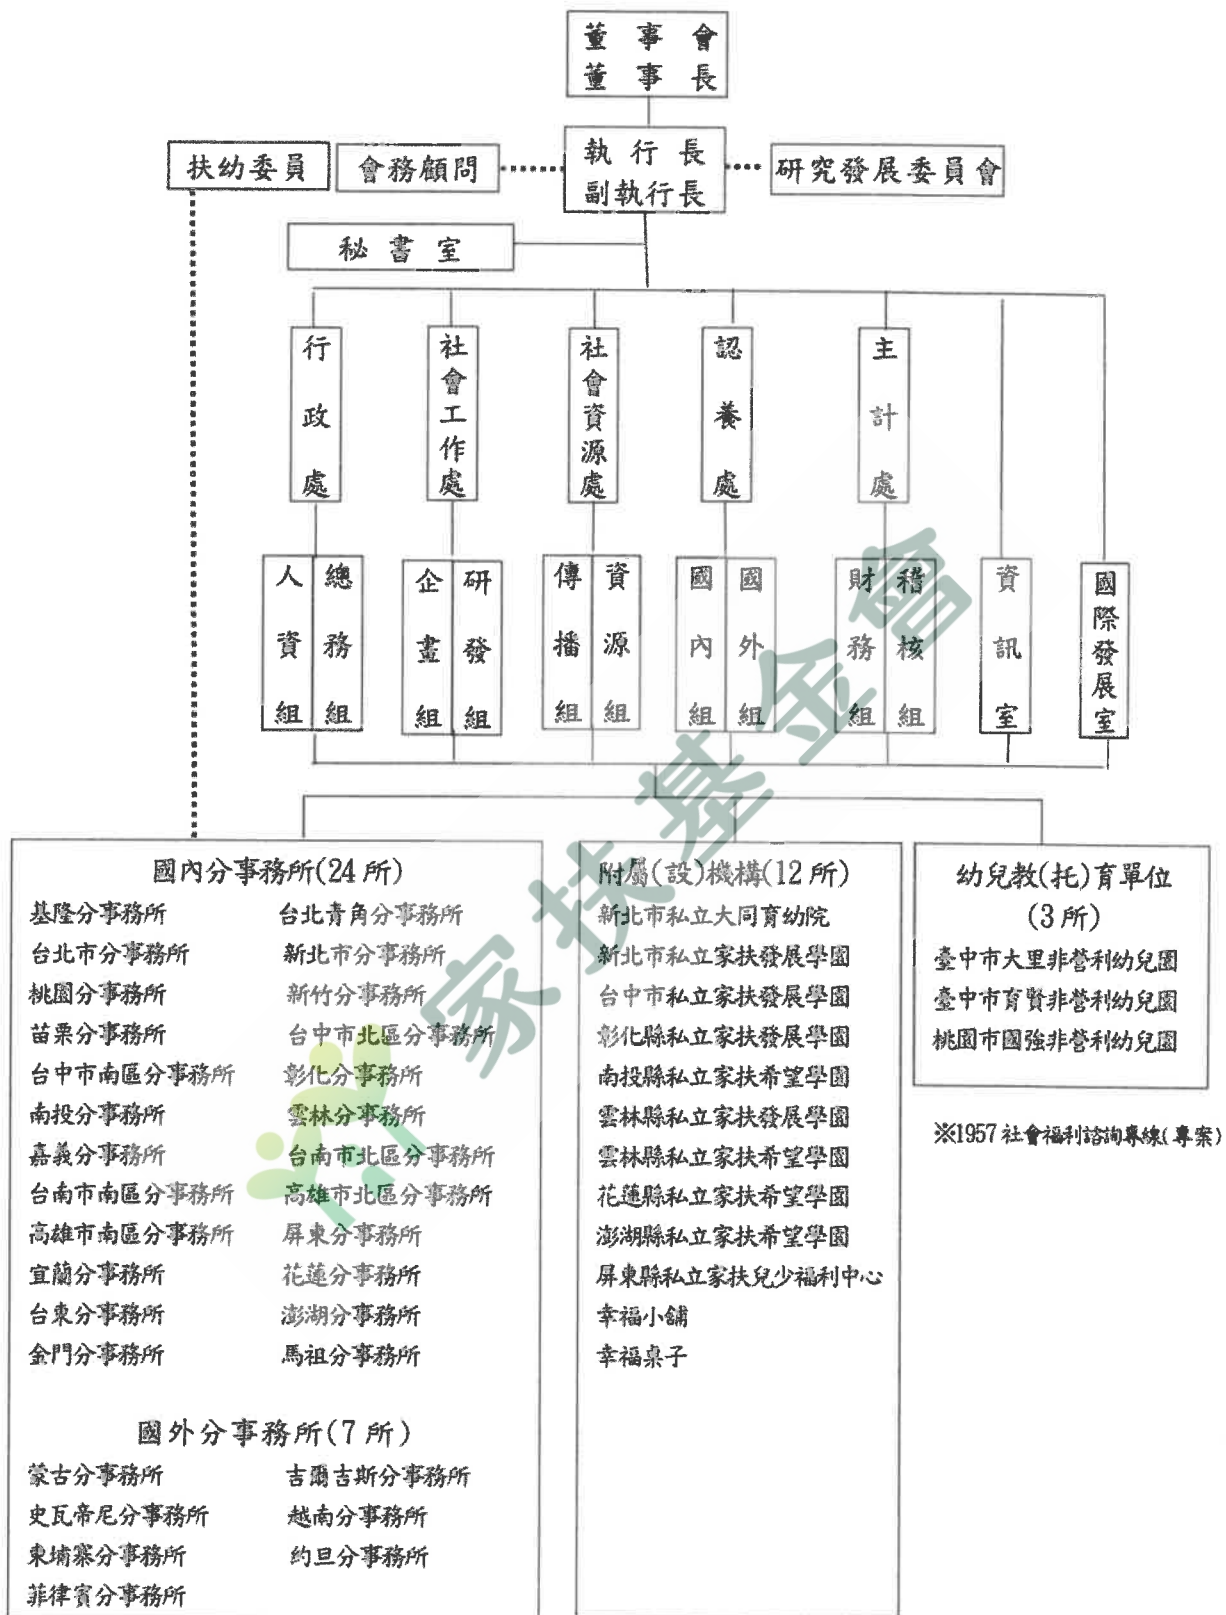 董事會
董事長
扶幼委員
會務顧問
執行長
副執行長
研究發展委員會
秘書室
行政處
社會工作處
社會資源處
認養處
主計處
人資組
總務組
企畫組
研發組
傳播組
資源組
國內組
國外組
財務組
稽核組
資訊室
國際發展室
國內分事務所(24所)
基隆分事務所 台北青角分事務所
台北市分事務所 新北市分事務所
桃園分事務所 新竹分事務所
苗栗分事務所 台中市北區分事務所
台中市南區分事務所 彰化分事務所
南投分事務所 雲林分事務所
嘉義分事務所 台南市北區分事務所
台南市南區分事務所 高雄市北區分事務所
高雄市南區分事務所 屏東分事務所
宜蘭分事務所 花蓮分事務所
台東分事務所 澎湖分事務所
金門分事務所 馬祖分事務所
國外分事務所(7所)
蒙古分事務所 吉爾吉斯分事務所
史瓦帝尼分事務所 越南分事務所
柬埔寨分事務所 約旦分事務所
菲律賓分事務所
附屬(設)機構(12所)
新北市私立大同育幼院
新北市私立家扶發展學園
台中市私立家扶發展學園
彰化縣私立家扶發展學園
南投縣私立家扶希望學園
雲林縣私立家扶發展學園
雲林縣私立家扶希望學園
花蓮縣私立家扶希望學園
澎湖縣私立家扶希望學園
屏東縣私立家扶兒少福利中心
幸福小舖
幸福桌子
幼兒教(托)育單位
(3所)
臺中市大里非營利幼兒園
臺中市育賢非營利幼兒園
桃園市國強非營利幼兒園
※1957社會福利諮詢專線(專案)
家扶基金會